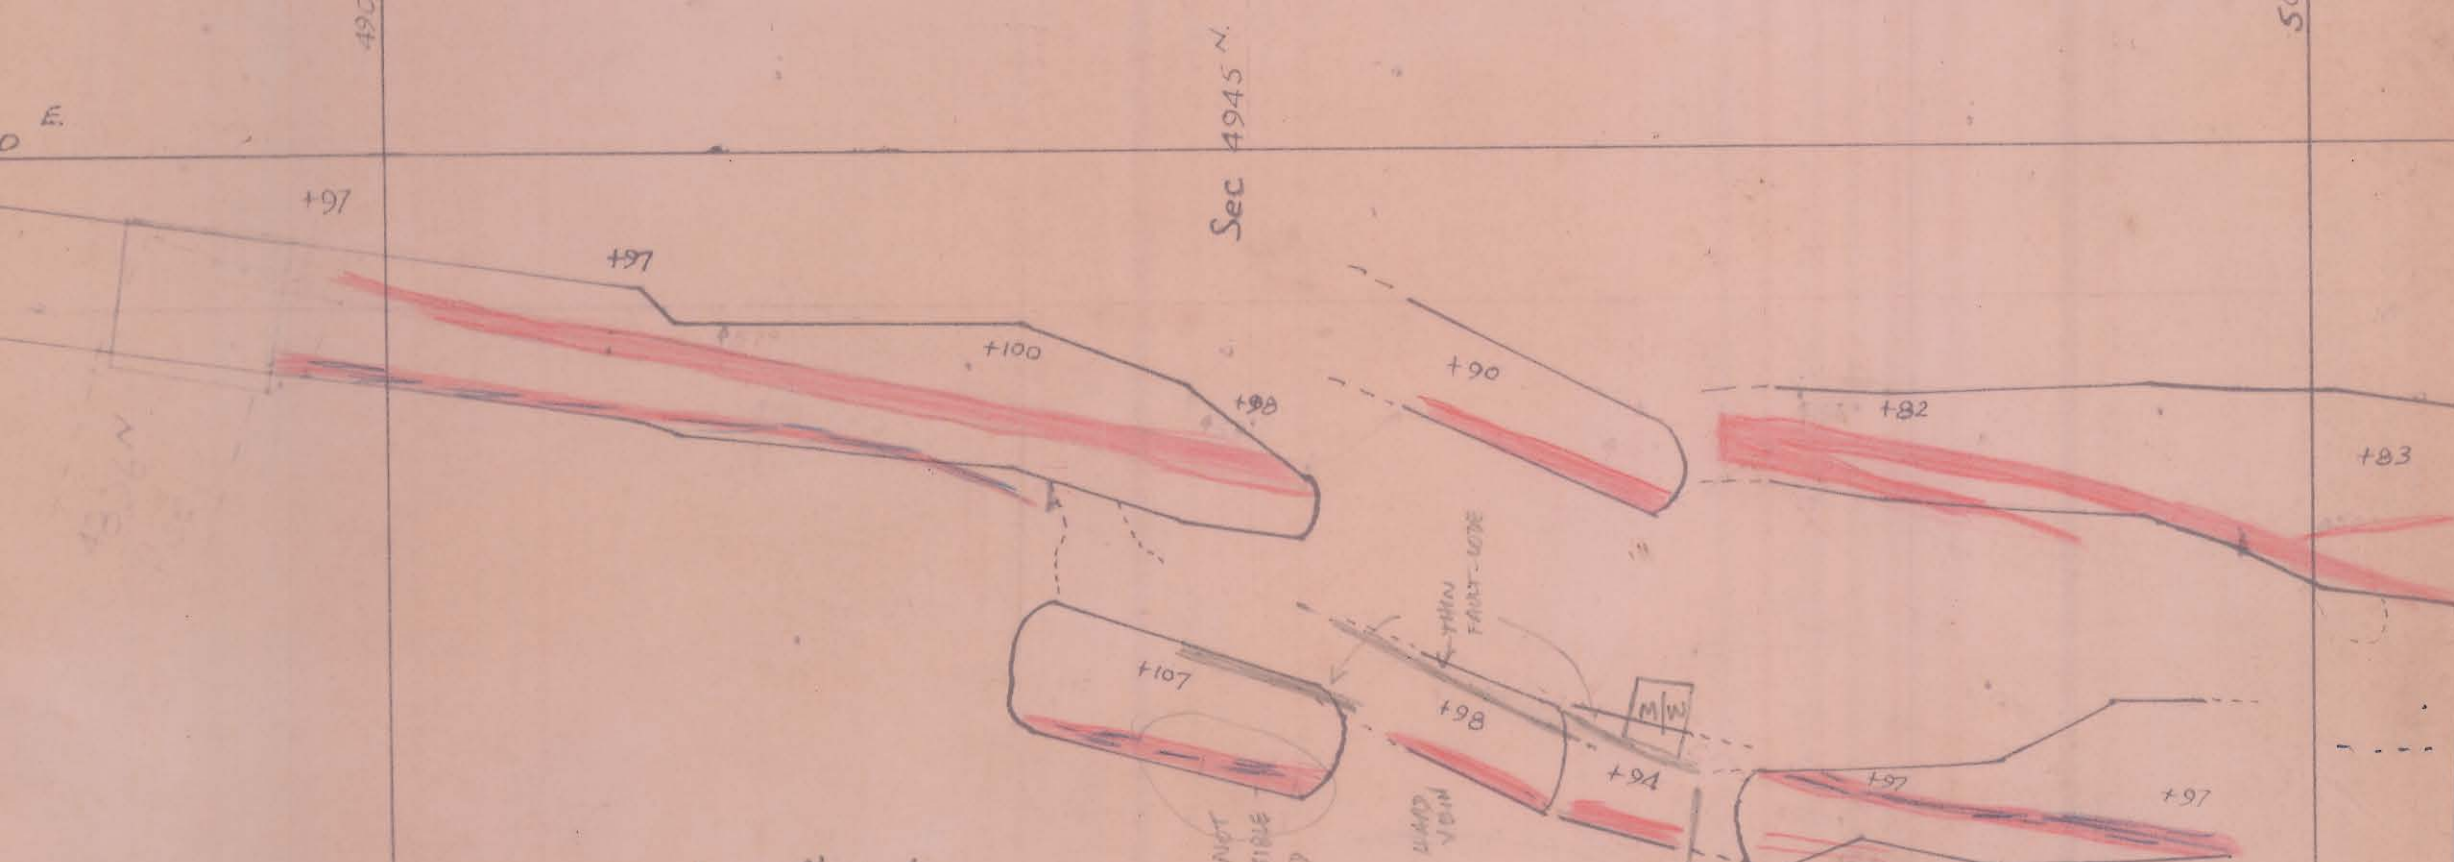 490
E.
Sec 4945 N.
50
+97
+97
+100
+98
+90
+82
+83
THIN
FAULT-LODE
+107
+98
M/W
+94
+97
+97
NOT
VEIN